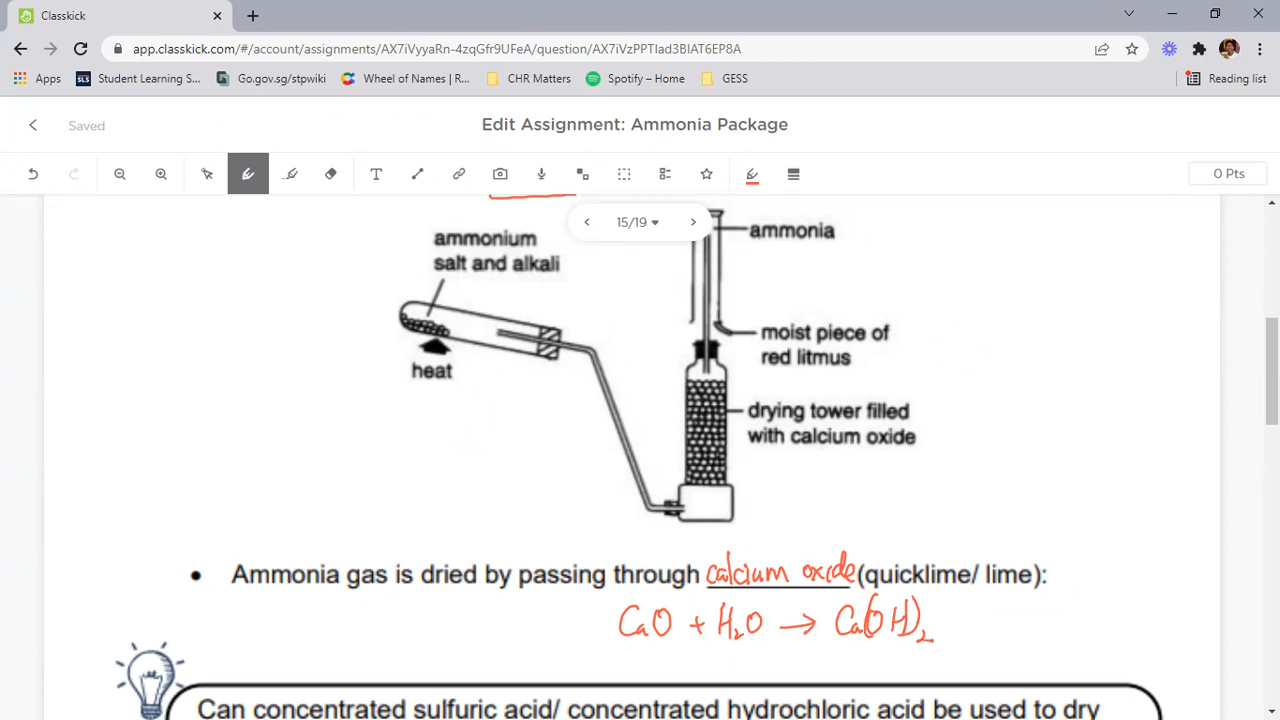 Classkick
app.classkick.com/#/account/assignments/AX7iVyyaRn-4zqGfr9UFeA/question/AX7iVzPPTIad3BIAT6EP8A
Apps Student Learning S... Go.gov.sg/stpwiki Wheel of Names | R... CHR Matters Spotify – Home GESS Reading list
Saved Edit Assignment: Ammonia Package
T 0 Pts
15/19
ammonium
salt and alkali
heat
ammonia
moist piece of
red litmus
drying tower filled
with calcium oxide
• Ammonia gas is dried by passing through calcium oxide (quicklime/ lime):
CaO + H₂O → Ca(OH)₂
Can concentrated sulfuric acid/ concentrated hydrochloric acid be used to dry